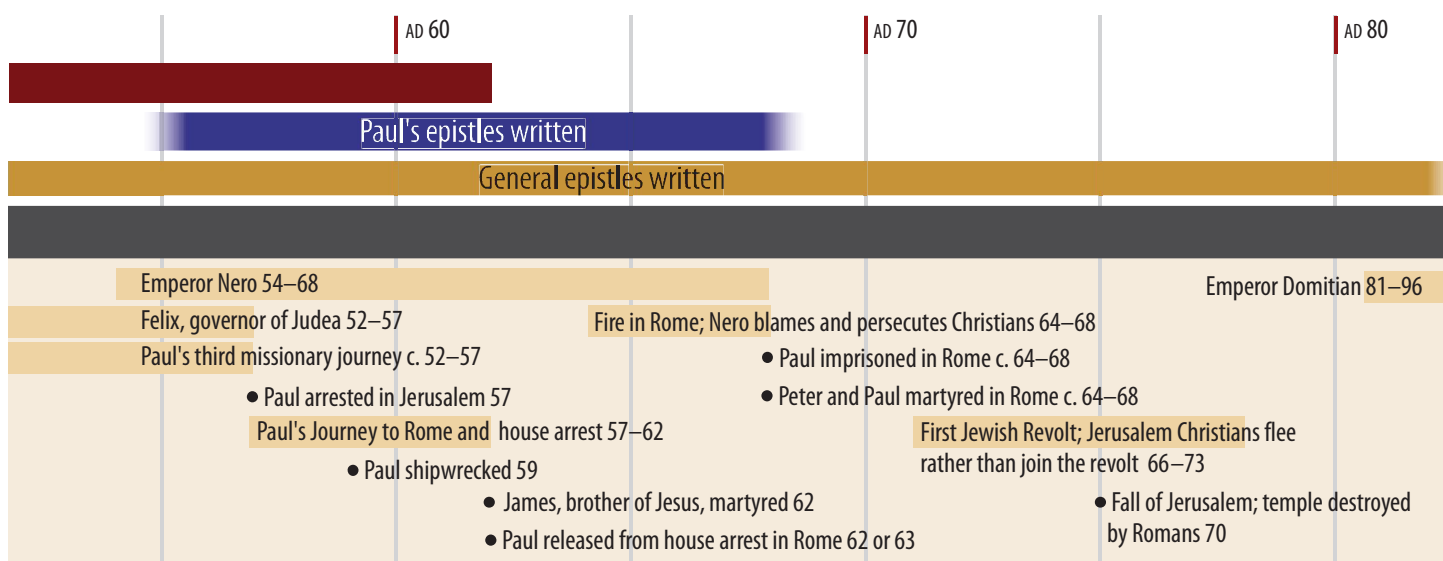 AD 60
AD 70
AD 80
Paul's epistles written
General epistles written
Emperor Nero 54–68
Emperor Domitian 81–96
Felix, governor of Judea 52–57
Fire in Rome; Nero blames and persecutes Christians 64–68
Paul's third missionary journey c. 52–57
Paul imprisoned in Rome c. 64–68
Paul arrested in Jerusalem 57
Peter and Paul martyred in Rome c. 64–68
Paul's Journey to Rome and house arrest 57–62
First Jewish Revolt; Jerusalem Christians flee
rather than join the revolt 66–73
Paul shipwrecked 59
James, brother of Jesus, martyred 62
Fall of Jerusalem; temple destroyed
by Romans 70
Paul released from house arrest in Rome 62 or 63